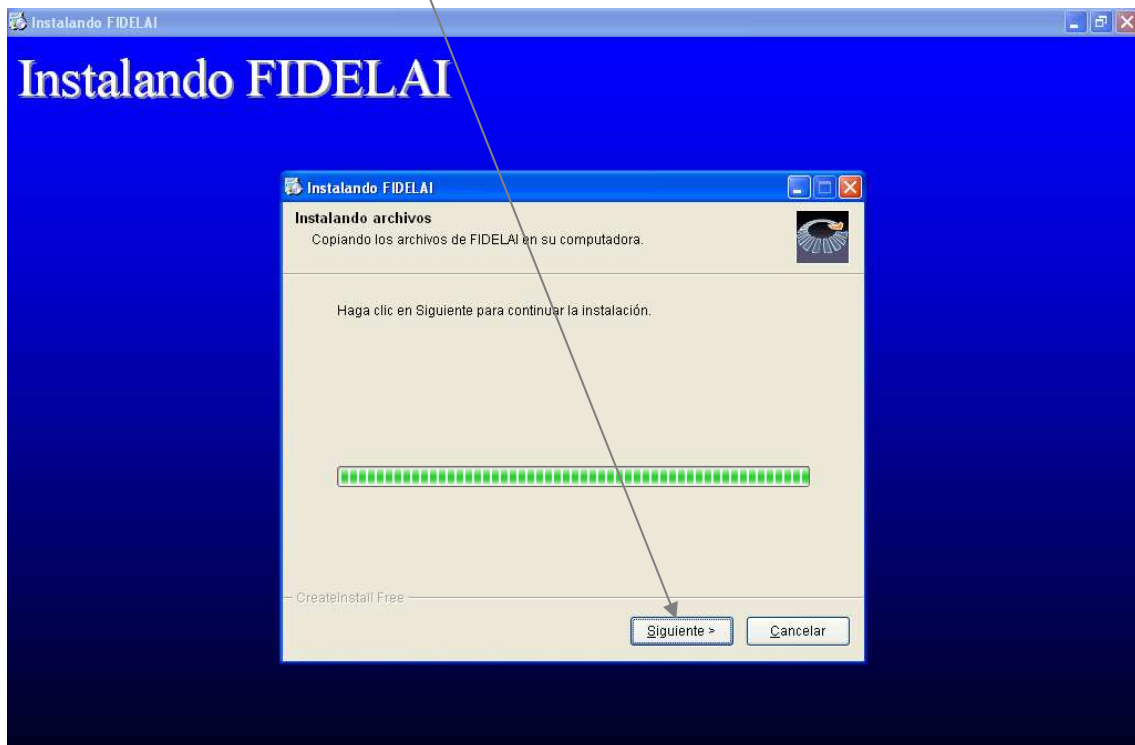 Instalando FIDELAI
Instalando FIDELAI
Instalando FIDELAI
Instalando archivos
Copiando los archivos de FIDELAI en su computadora.
Haga clic en Siguiente para continuar la instalación.
CreateInstall Free
Siguiente >
Cancelar